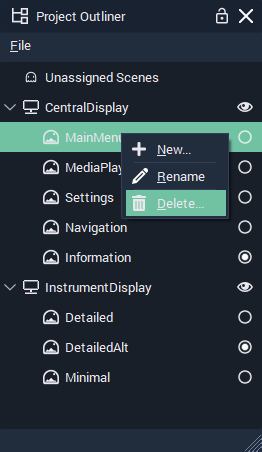 Project Outliner
File
Unassigned Scenes
CentralDisplay
MainMenu
New...
MediaPlay
Rename
Settings
Delete...
Navigation
Information
InstrumentDisplay
Detailed
DetailedAlt
Minimal